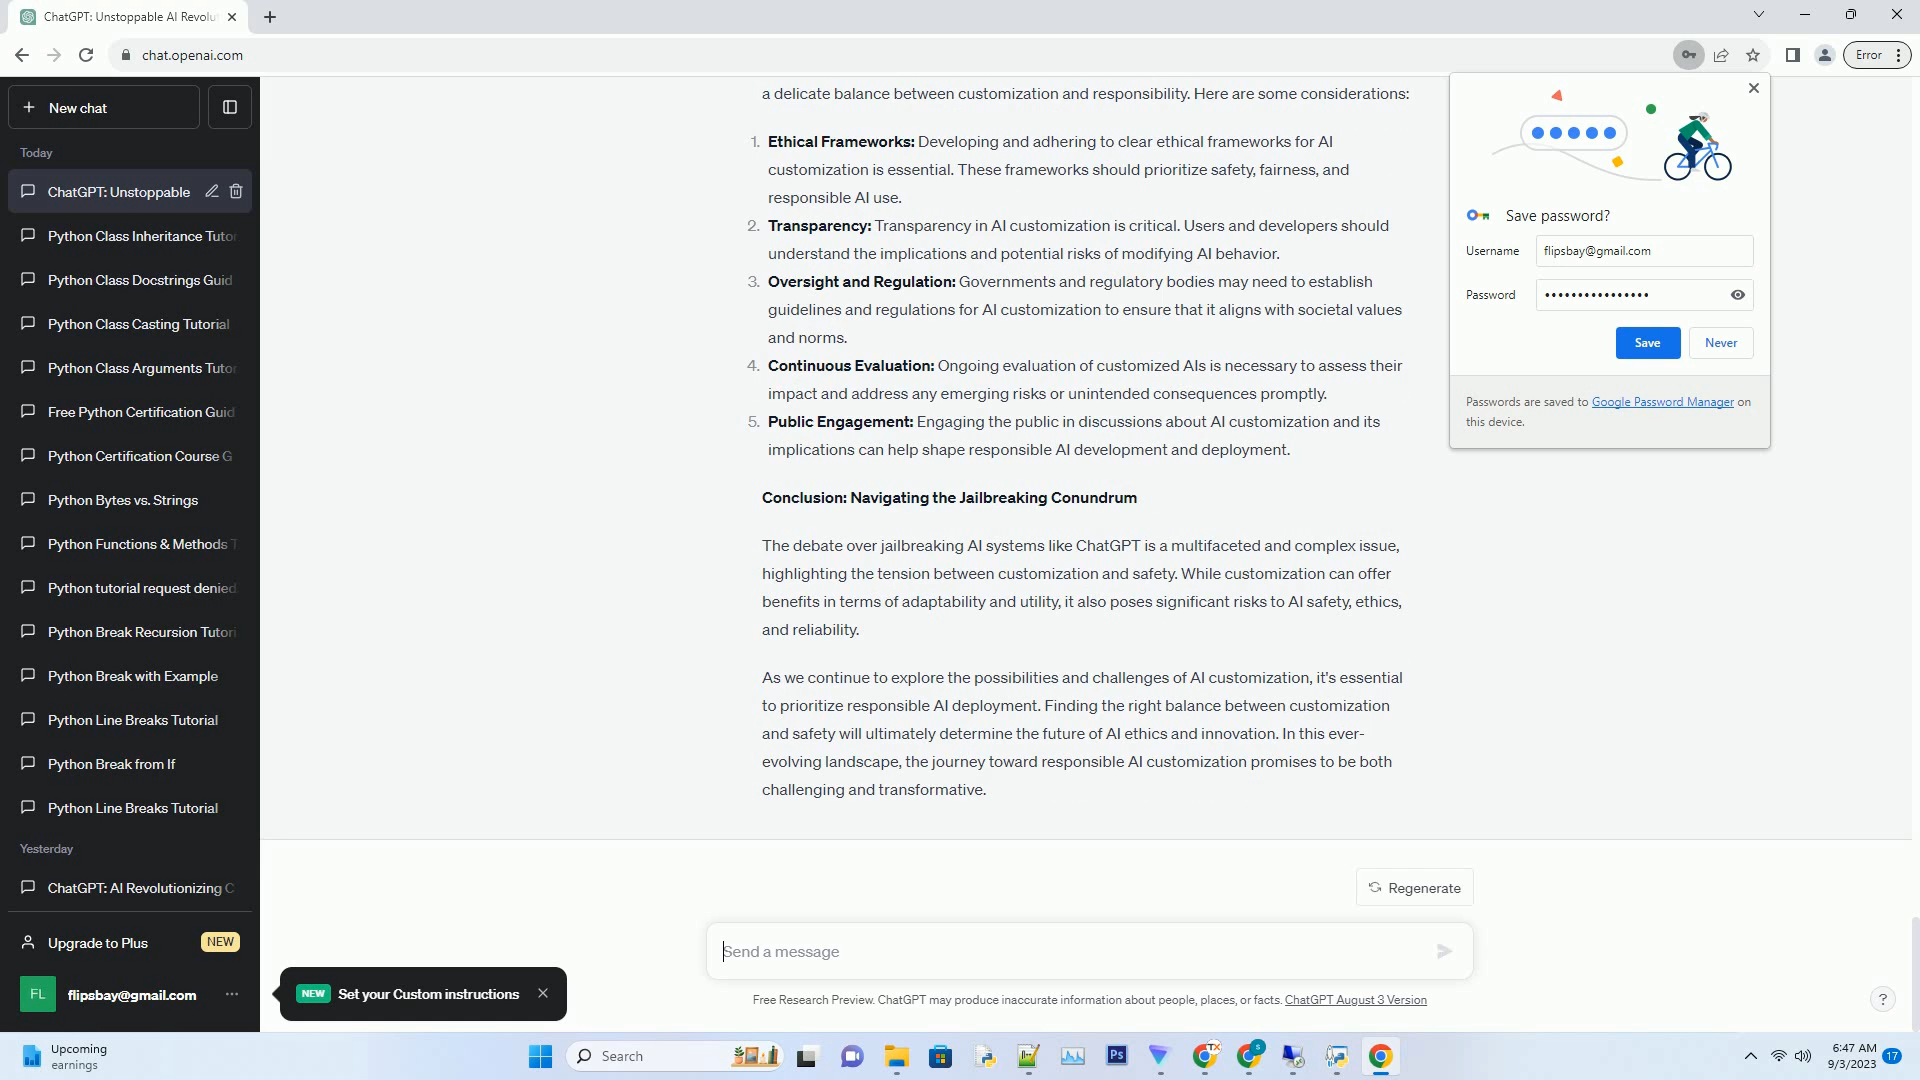 ChatGPT: Unstoppable AI Revolu
chat.openai.com
Error
New chat
Today
ChatGPT: Unstoppable
Python Class Inheritance Tutor
Python Class Docstrings Guid
Python Class Casting Tutorial
Python Class Arguments Tutor
Free Python Certification Guid
Python Certification Course G
Python Bytes vs. Strings
Python Functions & Methods T
Python tutorial request denied
Python Break Recursion Tutori
Python Break with Example
Python Line Breaks Tutorial
Python Break from If
Python Line Breaks Tutorial
Yesterday
ChatGPT: AI Revolutionizing C
Upgrade to Plus
NEW
FL
flipsbay@gmail.com
NEW Set your Custom instructions
a delicate balance between customization and responsibility. Here are some considerations:
1. Ethical Frameworks: Developing and adhering to clear ethical frameworks for AI
customization is essential. These frameworks should prioritize safety, fairness, and
responsible AI use.
2. Transparency: Transparency in AI customization is critical. Users and developers should
understand the implications and potential risks of modifying AI behavior.
3. Oversight and Regulation: Governments and regulatory bodies may need to establish
guidelines and regulations for AI customization to ensure that it aligns with societal values
and norms.
4. Continuous Evaluation: Ongoing evaluation of customized AIs is necessary to assess their
impact and address any emerging risks or unintended consequences promptly.
5. Public Engagement: Engaging the public in discussions about AI customization and its
implications can help shape responsible AI development and deployment.
Conclusion: Navigating the Jailbreaking Conundrum
The debate over jailbreaking AI systems like ChatGPT is a multifaceted and complex issue,
highlighting the tension between customization and safety. While customization can offer
benefits in terms of adaptability and utility, it also poses significant risks to AI safety, ethics,
and reliability.
As we continue to explore the possibilities and challenges of AI customization, it's essential
to prioritize responsible AI deployment. Finding the right balance between customization
and safety will ultimately determine the future of AI ethics and innovation. In this ever-
evolving landscape, the journey toward responsible AI customization promises to be both
challenging and transformative.
Regenerate
Send a message
Free Research Preview. ChatGPT may produce inaccurate information about people, places, or facts. ChatGPT August 3 Version
?
Save password?
Username
flipsbay@gmail.com
Password
••••••••••••••••
Save
Never
Passwords are saved to Google Password Manager on
this device.
Upcoming
earnings
Search
Ps
TX
S
6:47 AM
9/3/2023
17